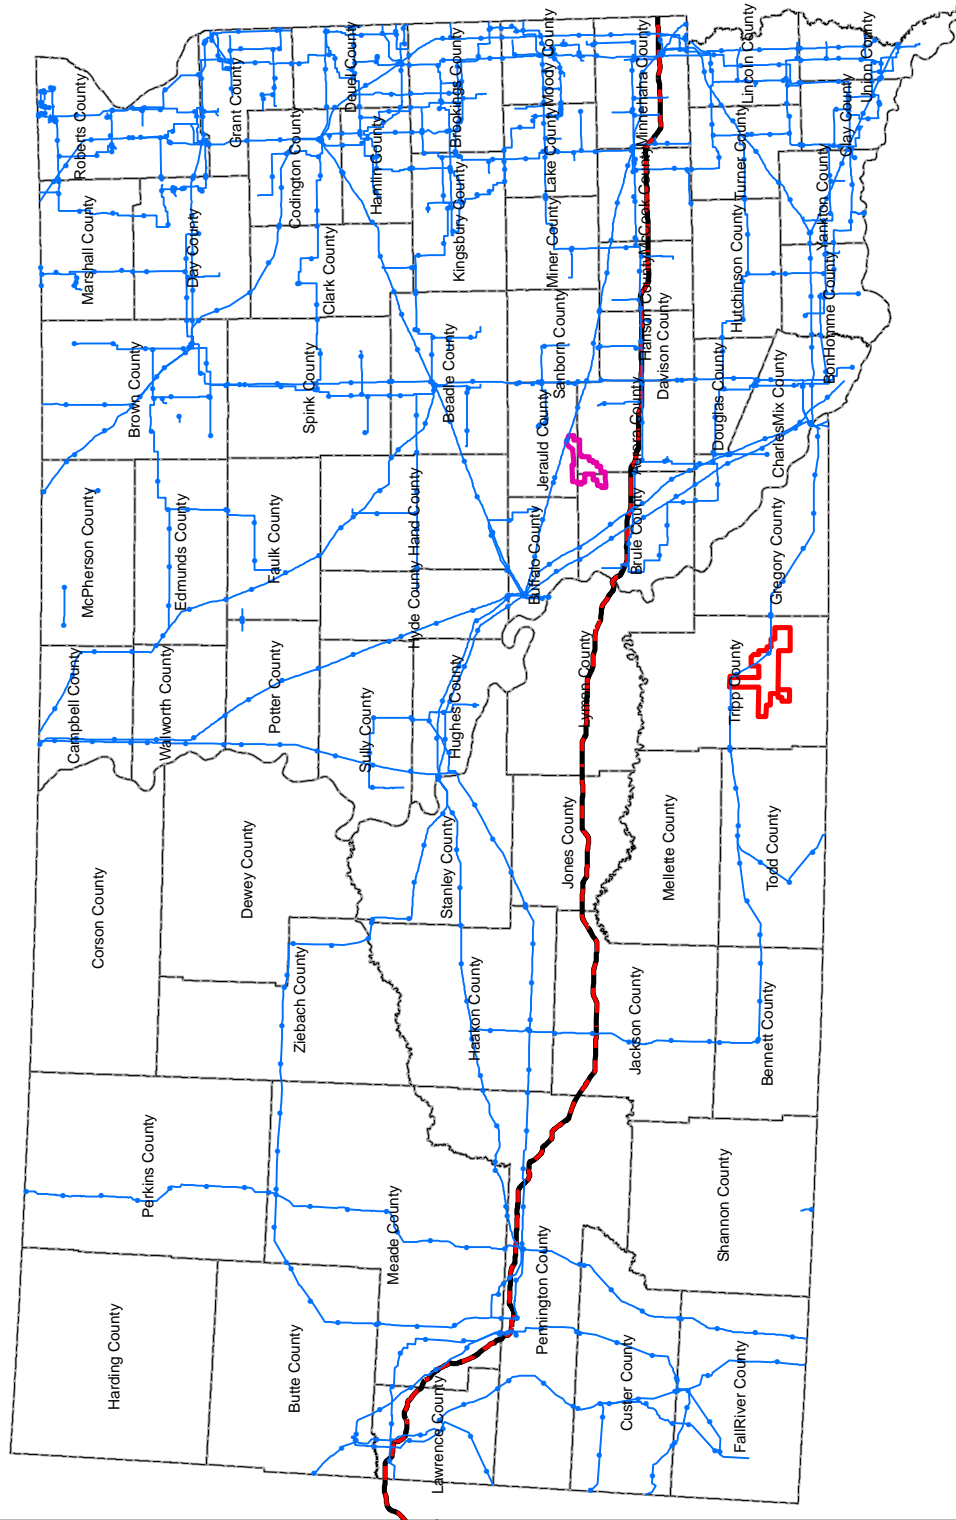 Harding County
Perkins County
Corson County
Campbell County
McPherson County
Marshall County
Roberts County
Butte County
Ziebach County
Dewey County
Walworth County
Edmunds County
Brown County
Day County
Grant County
Potter County
Faulk County
Spink County
Clark County
Codington County
Deuel County
Hamlin County
Lawrence County
Meade County
Haakon County
Stanley County
Sully County
Hughes County
Hyde County
Hand County
Beadle County
Kingsbury County
Brookings County
Pennington County
Jackson County
Jones County
Lyman County
Buffalo County
Jerauld County
Sanborn County
Miner County
Lake County
Moody County
Brule County
Aurora County
Davison County
Hanson County
McCook County
Minnehaha County
Custer County
Shannon County
Mellette County
Tripp County
Gregory County
Douglas County
CharlesMix County
Hutchinson County
Turner County
Lincoln County
FallRiver County
Bennett County
Todd County
BonHomme County
Yankton County
Clay County
Union County